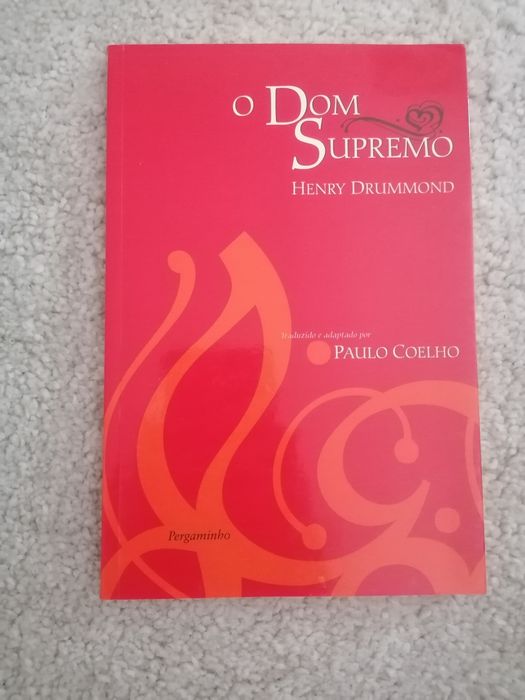 O DOM
SUPREMO
HENRY DRUMMOND
Traduzido e adaptado por
PAULO COELHO
Pergaminho